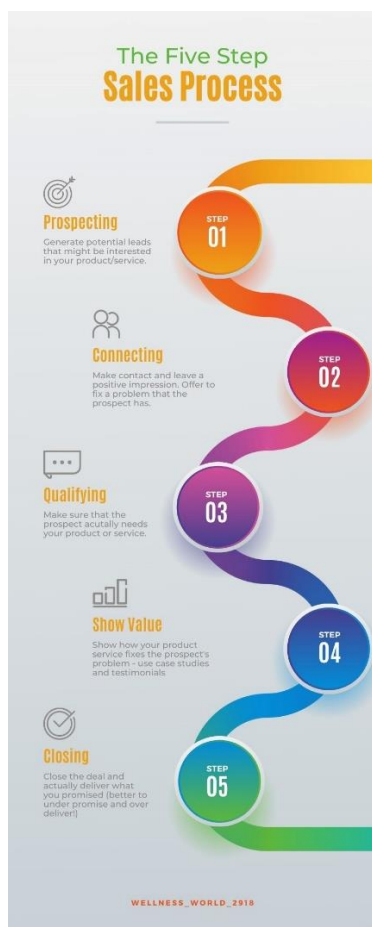 The Five Step
Sales Process
STEP
01
Prospecting
Generate potential leads
that might be interested
in your product/service.
STEP
02
Connecting
Make contact and leave a
positive impression. Offer to
fix a problem that the
prospect has.
STEP
03
Qualifying
Make sure that the
prospect acutally needs
your product or service.
STEP
04
Show Value
Show how your product
service fixes the prospect's
problem - use case studies
and testimonials
STEP
05
Closing
Close the deal and
actually deliver what
you promised (better to
under promise and over
deliver!)
WELLNESS_WORLD_2918